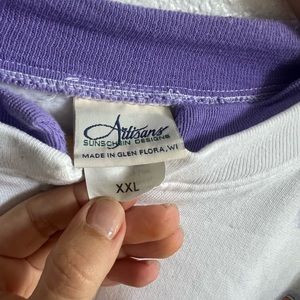 Artisans
SUNSCHEIN DESIGNS
MADE IN GLEN FLORA, WI
XXL